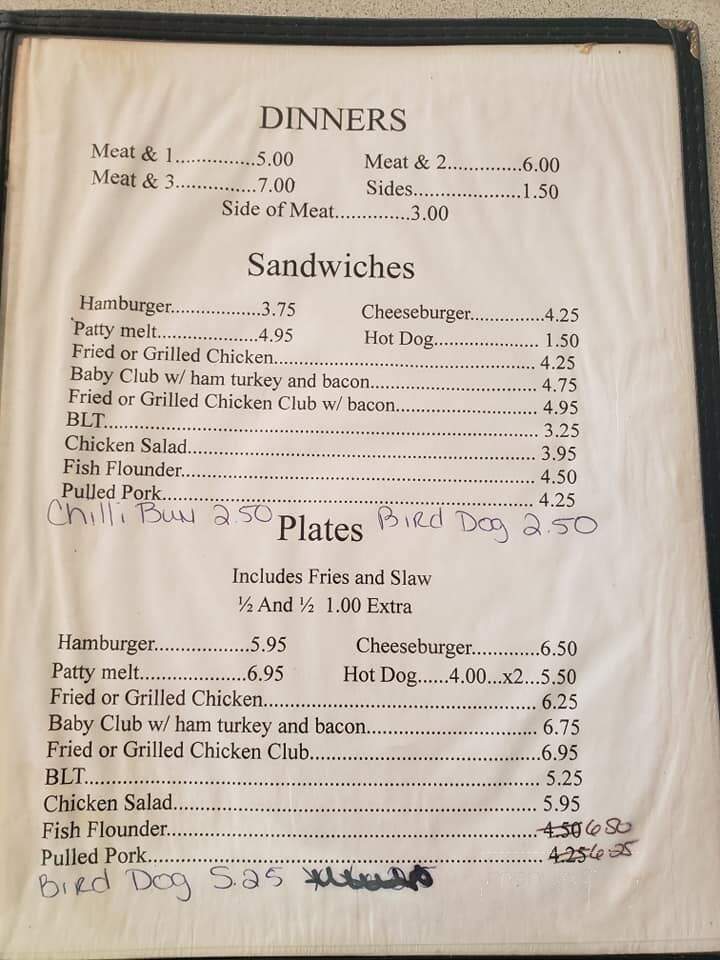 DINNERS
Meat & 1..............5.00 Meat & 2.............6.00
Meat & 3..............7.00 Sides...................1.50
Side of Meat.............3.00
Sandwiches
Hamburger...................3.75 Cheeseburger.............4.25
Patty melt..................4.95 Hot Dog.................. 1.50
Fried or Grilled Chicken.................................................. 4.25
Baby Club w/ ham turkey and bacon............................... 4.75
Fried or Grilled Chicken Club w/ bacon.......................... 4.95
BLT.................................................................................. 3.25
Chicken Salad.................................................................. 3.95
Fish Flounder................................................................... 4.50
Pulled Pork...................................................................... 4.25
Chilli Bun 2.50 Bird Dog 2.50
Plates
Includes Fries and Slaw
½ And ½ 1.00 Extra
Hamburger.................5.95 Cheeseburger............6.50
Patty melt...................6.95 Hot Dog......4.00...x2...5.50
Fried or Grilled Chicken.................................................. 6.25
Baby Club w/ ham turkey and bacon............................... 6.75
Fried or Grilled Chicken Club..........................................6.95
BLT.................................................................................. 5.25
Chicken Salad.................................................................. 5.95
Fish Flounder................................................................... 4.50 6 50
Pulled Pork...................................................................... 4.25 6-25
Bird Dog 5.25